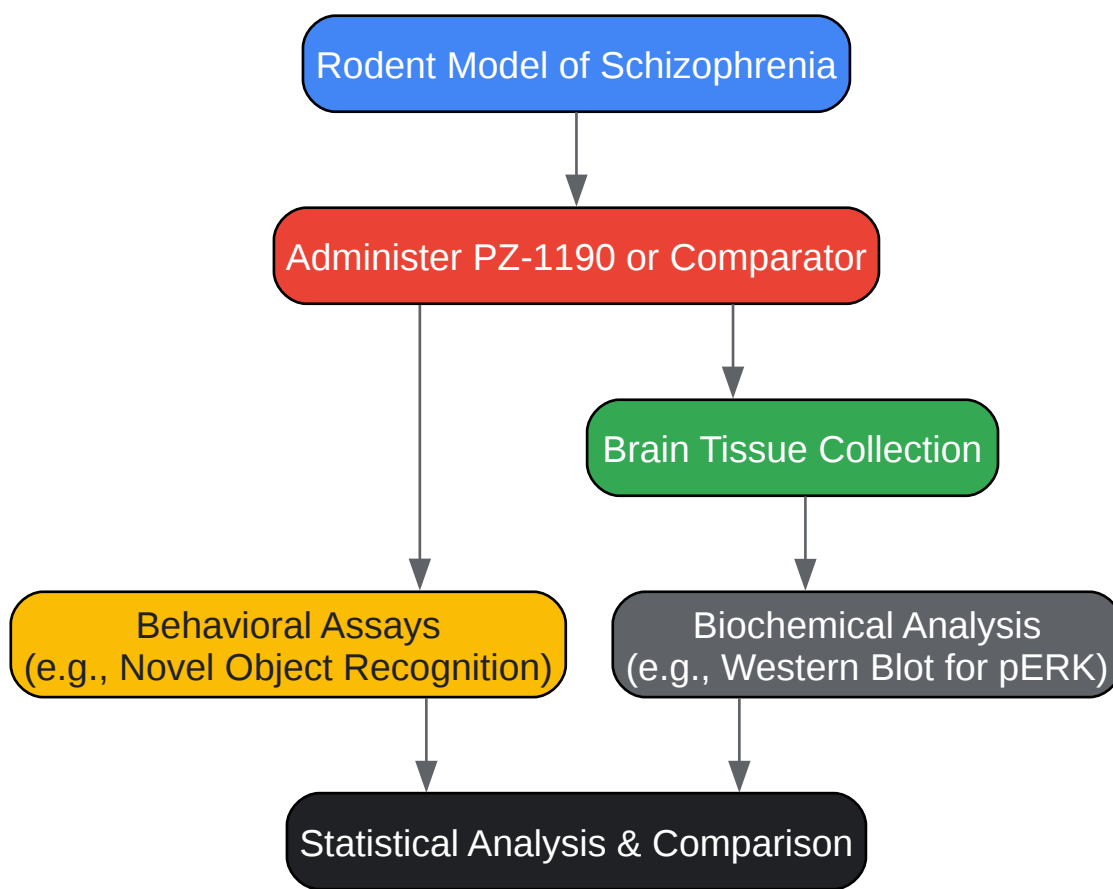 Rodent Model of Schizophrenia
Administer PZ-1190 or Comparator
Brain Tissue Collection
Behavioral Assays
(e.g., Novel Object Recognition)
Biochemical Analysis
(e.g., Western Blot for pERK)
Statistical Analysis & Comparison